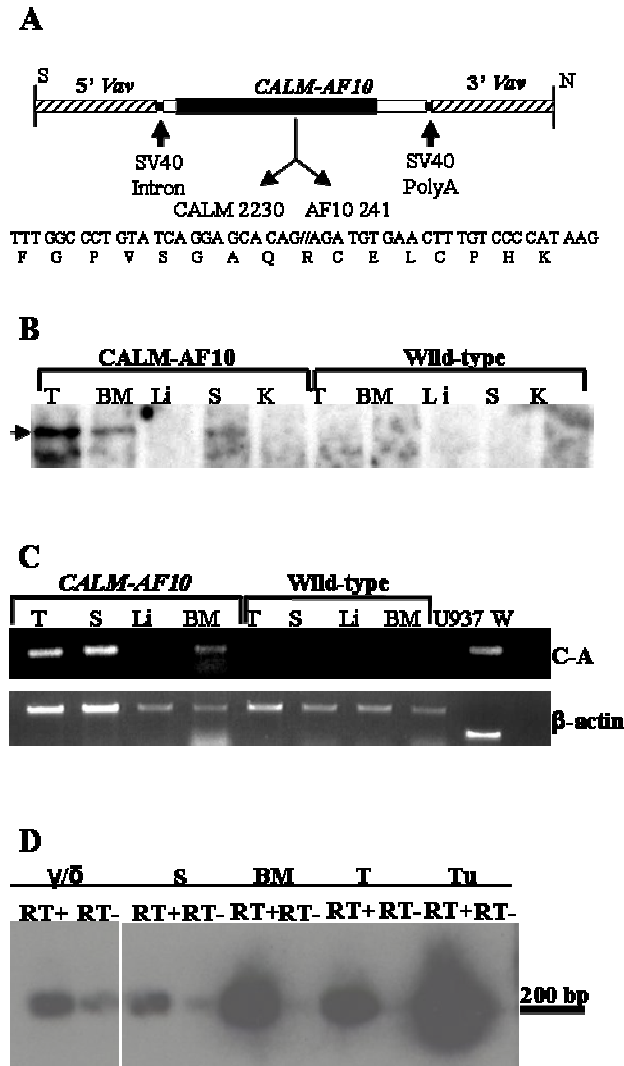 A
S 5' Vav CALM-AF10 3' Vav N
SV40 Intron
SV40 PolyA
CALM 2230 AF10 241
TTT GGC CCT GTA TCA GGA GCA CAG//AGA TGT GAA CTT TGT CCC CAT AAG
F G P V S G A Q R C E L C P H K
B
CALM-AF10 Wild-type
T BM Li S K T BM Li S K
C
CALM-AF10 Wild-type
T S Li BM T S Li BM U937 W
C-A
β-actin
D
γ/δ S BM T Tu
RT+ RT- RT+ RT- RT+ RT- RT+ RT- RT+ RT-
200 bp